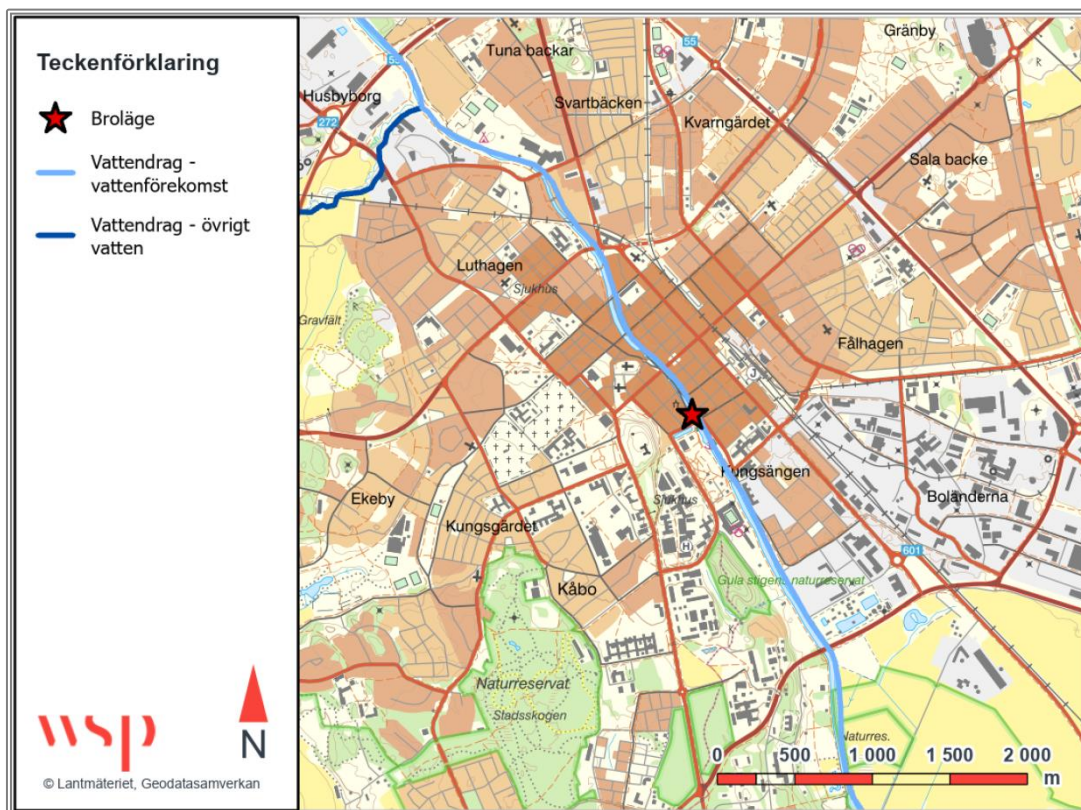 Teckenförklaring
Broläge
Vattendrag -
vattenförekomst
Vattendrag - övrigt
vatten
wsp
N
© Lantmäteriet, Geodatasamverkan
Gränby
Tuna backar
55
55
Husbyborg
Svartbäcken
Kvarngärdet
272
Sala backe
Luthagen
Sjukhus
Gravfält
Fålhagen
J
Kungsängen
Ekeby
Sjukhus
Boländerna
Kungsgärdet
H
601
Gula stigens naturreservat
Kåbo
Naturreservat
Stadsskogen
Naturres.
0 500 1 000 1 500 2 000
m